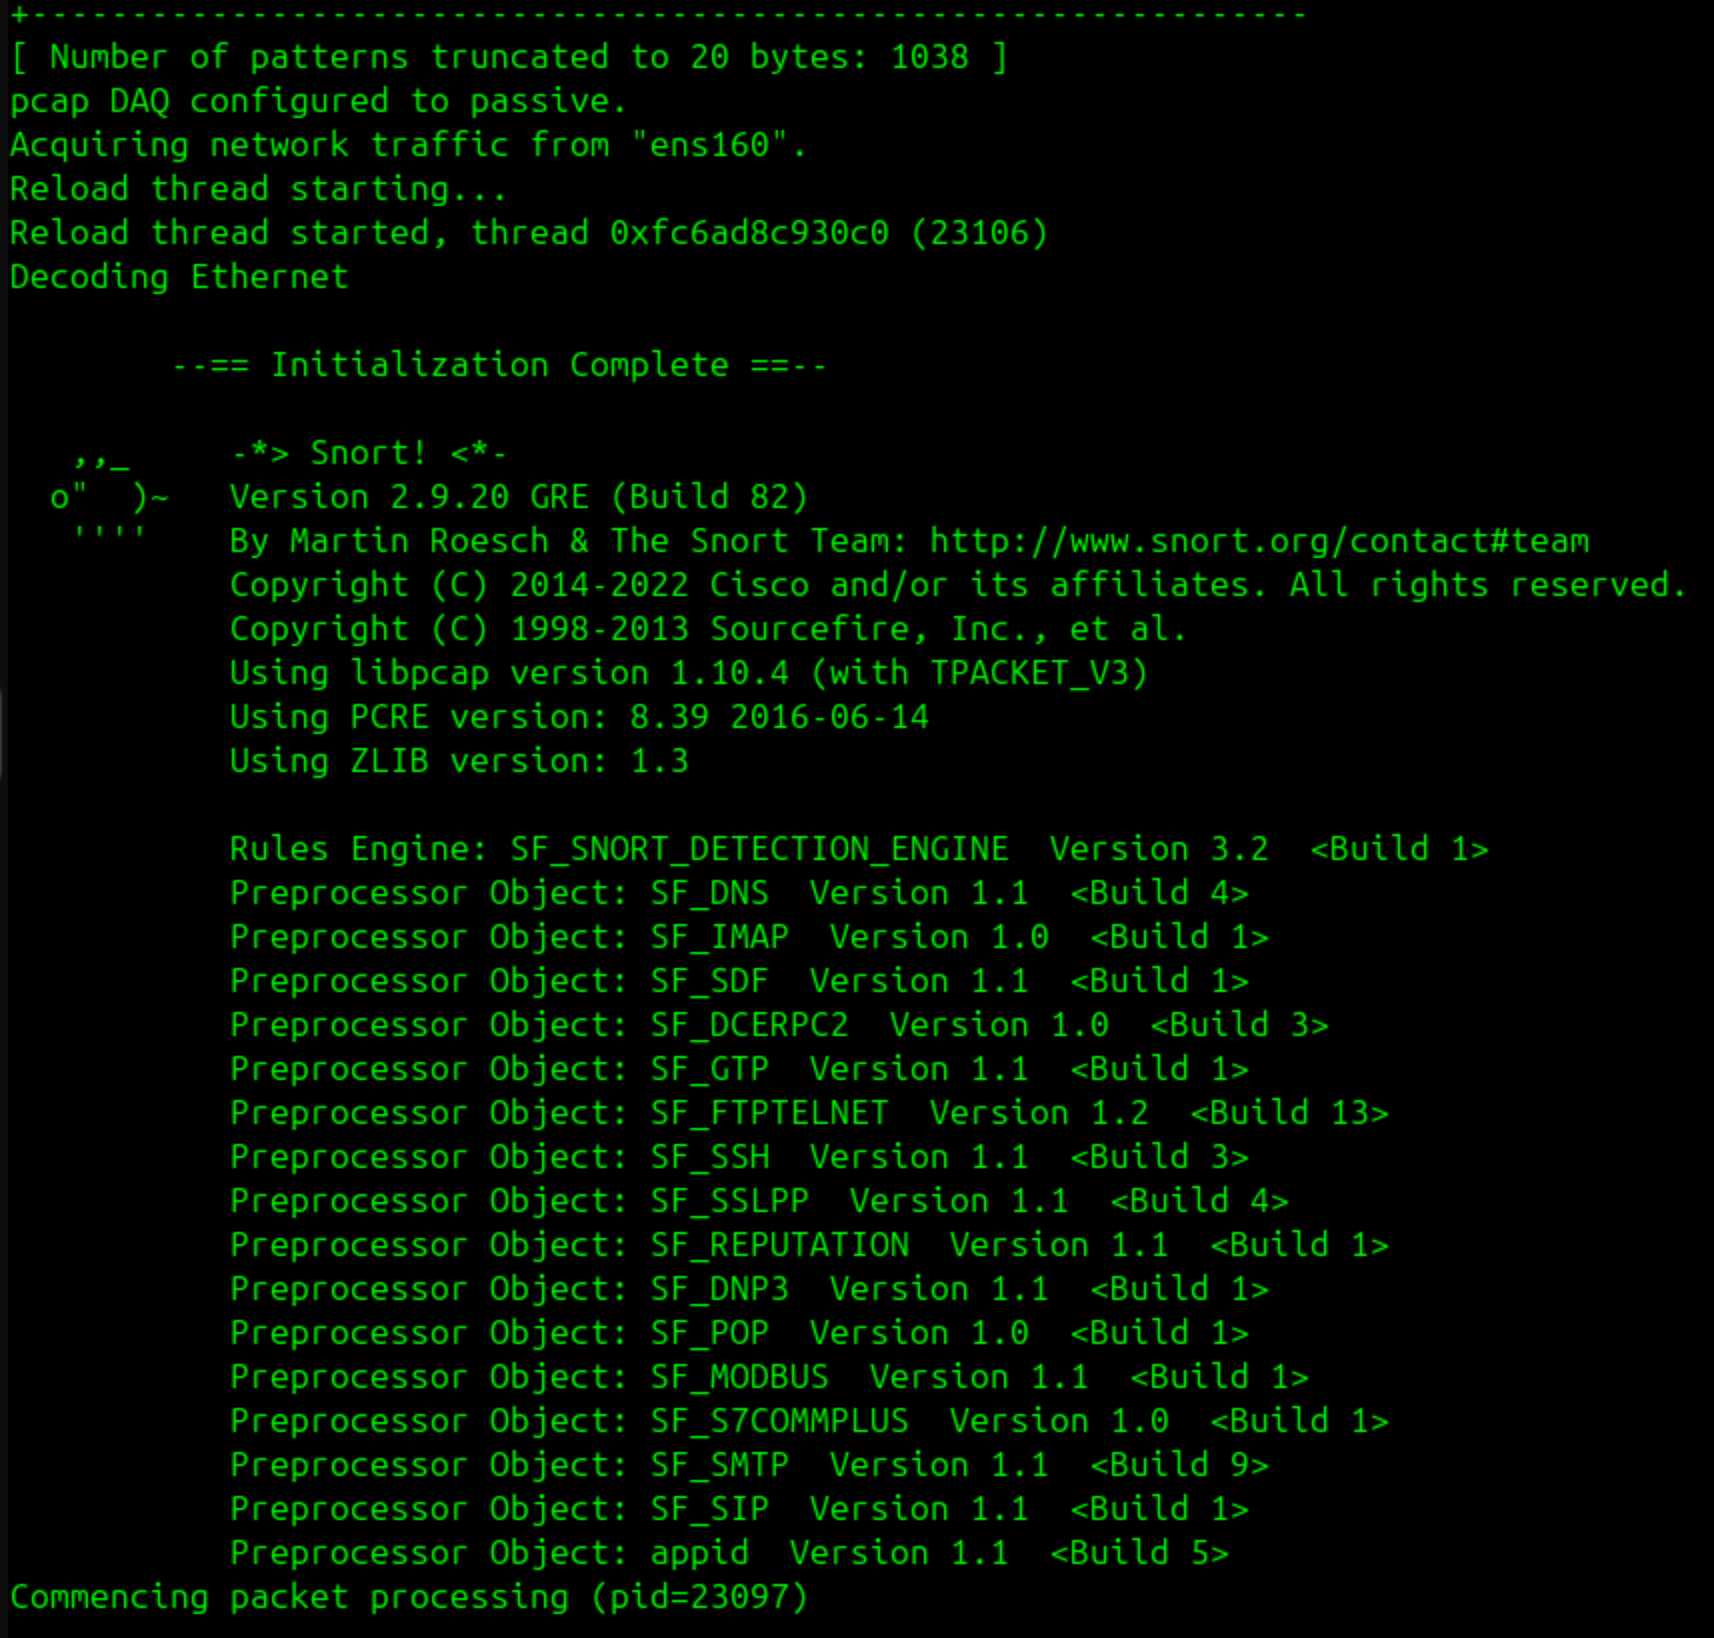 +-----------------------------------------------------------------
[ Number of patterns truncated to 20 bytes: 1038 ]
pcap DAQ configured to passive.
Acquiring network traffic from "ens160".
Reload thread starting...
Reload thread started, thread 0xfc6ad8c930c0 (23106)
Decoding Ethernet

        --== Initialization Complete ==--

   ,,_     -*> Snort! <*-
  o"  )~   Version 2.9.20 GRE (Build 82)
   ''''    By Martin Roesch & The Snort Team: http://www.snort.org/contact#team
           Copyright (C) 2014-2022 Cisco and/or its affiliates. All rights reserved.
           Copyright (C) 1998-2013 Sourcefire, Inc., et al.
           Using libpcap version 1.10.4 (with TPACKET_V3)
           Using PCRE version: 8.39 2016-06-14
           Using ZLIB version: 1.3

           Rules Engine: SF_SNORT_DETECTION_ENGINE  Version 3.2  <Build 1>
           Preprocessor Object: SF_DNS  Version 1.1  <Build 4>
           Preprocessor Object: SF_IMAP  Version 1.0  <Build 1>
           Preprocessor Object: SF_SDF  Version 1.1  <Build 1>
           Preprocessor Object: SF_DCERPC2  Version 1.0  <Build 3>
           Preprocessor Object: SF_GTP  Version 1.1  <Build 1>
           Preprocessor Object: SF_FTPTELNET  Version 1.2  <Build 13>
           Preprocessor Object: SF_SSH  Version 1.1  <Build 3>
           Preprocessor Object: SF_SSLPP  Version 1.1  <Build 4>
           Preprocessor Object: SF_REPUTATION  Version 1.1  <Build 1>
           Preprocessor Object: SF_DNP3  Version 1.1  <Build 1>
           Preprocessor Object: SF_POP  Version 1.0  <Build 1>
           Preprocessor Object: SF_MODBUS  Version 1.1  <Build 1>
           Preprocessor Object: SF_S7COMMPLUS  Version 1.0  <Build 1>
           Preprocessor Object: SF_SMTP  Version 1.1  <Build 9>
           Preprocessor Object: SF_SIP  Version 1.1  <Build 1>
           Preprocessor Object: appid  Version 1.1  <Build 5>
Commencing packet processing (pid=23097)